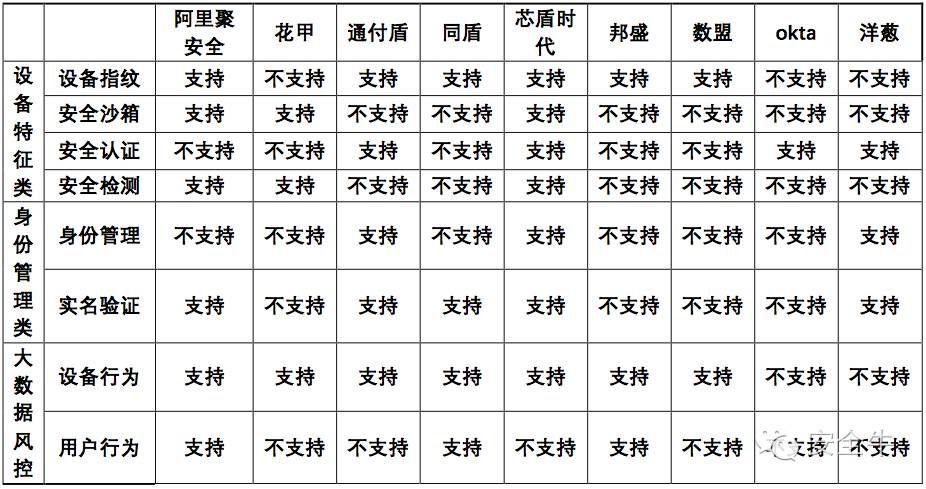 阿里聚安全 花甲 通付盾 同盾 芯盾时代 邦盛 数盟 okta 洋葱
设备特征类
设备指纹 支持 不支持 支持 支持 支持 支持 支持 不支持 不支持
安全沙箱 支持 支持 不支持 不支持 支持 不支持 不支持 不支持 不支持
安全认证 不支持 不支持 支持 不支持 支持 不支持 不支持 支持 支持
安全检测 支持 支持 不支持 不支持 支持 不支持 不支持 不支持 不支持
身份管理类
身份管理 不支持 不支持 支持 不支持 支持 不支持 不支持 不支持 支持
实名验证 支持 不支持 支持 支持 支持 不支持 不支持 不支持 支持
大数据风控
设备行为 支持 支持 支持 支持 支持 支持 支持 不支持 不支持
用户行为 支持 不支持 不支持 支持 不支持 支持 不支持 不支持 不支持
安全牛